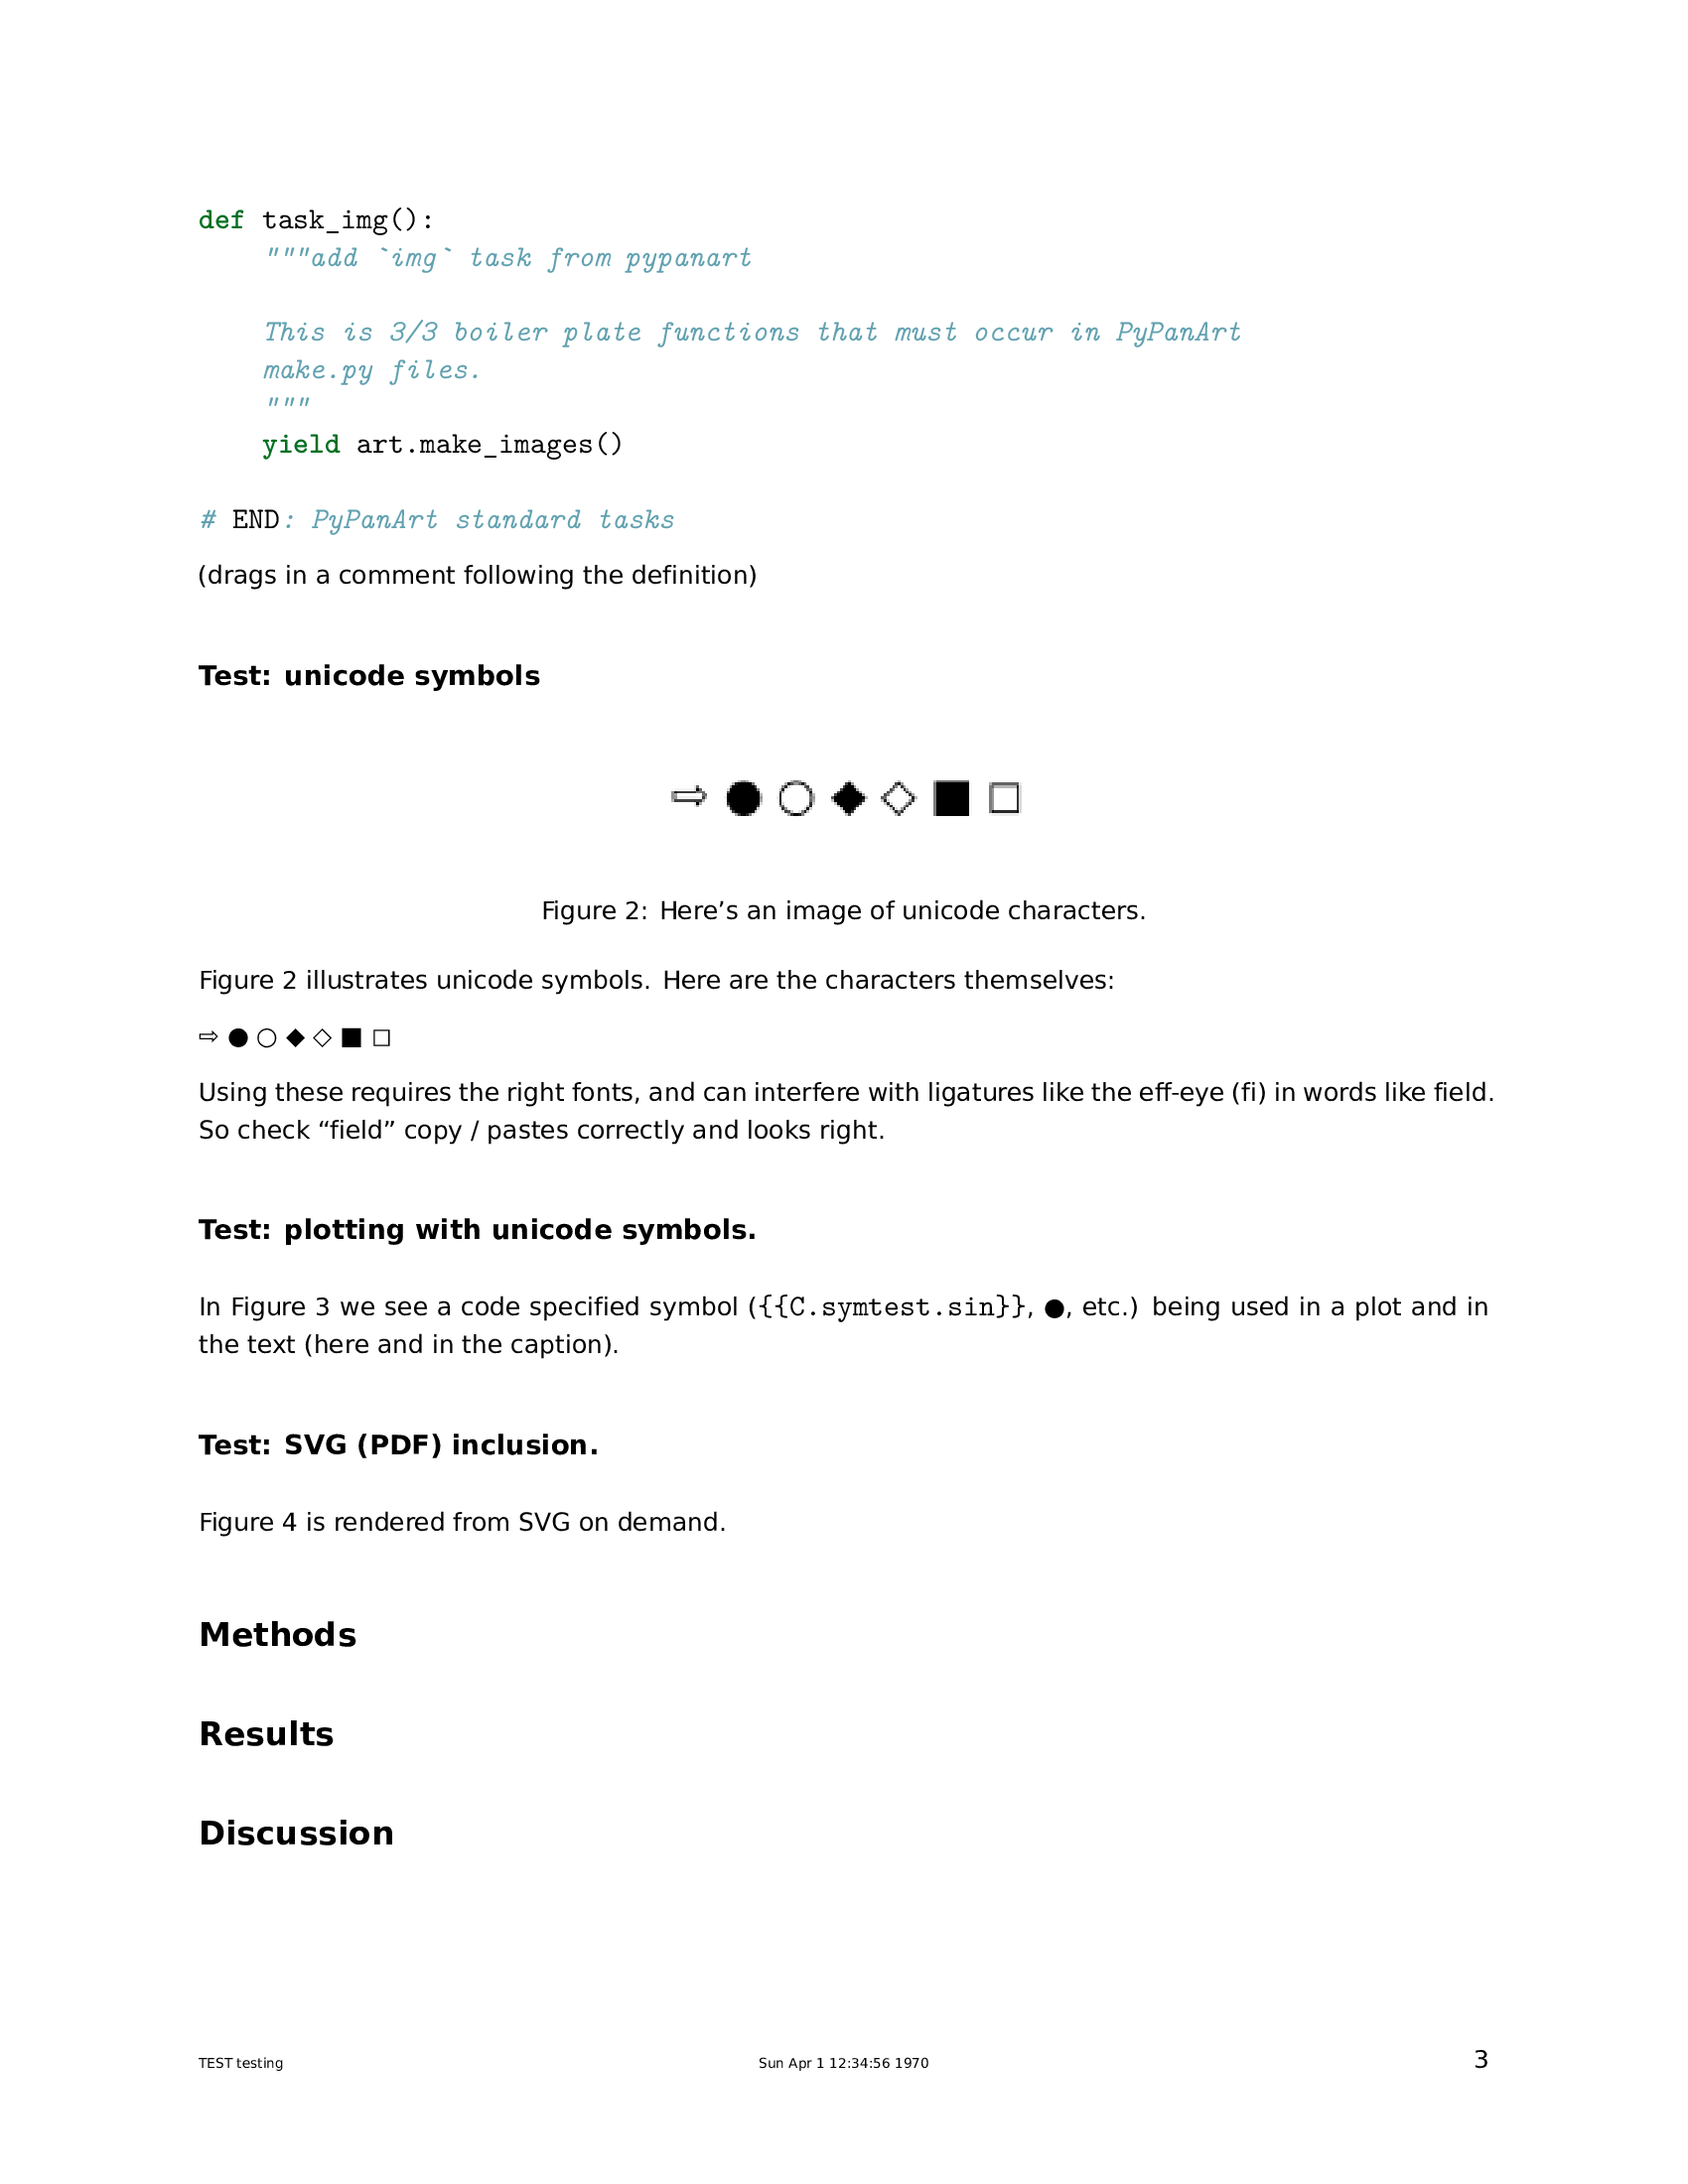 def task_img():
    """add `img` task from pypanart

    This is 3/3 boiler plate functions that must occur in PyPanArt
    make.py files.
    """
    yield art.make_images()

# END: PyPanArt standard tasks
(drags in a comment following the definition)
Test: unicode symbols
⇨ ● ○ ◆ ◇ ■ □
Figure 2: Here’s an image of unicode characters.
Figure 2 illustrates unicode symbols. Here are the characters themselves:
⇨ ● ○ ◆ ◇ ■ □
Using these requires the right fonts, and can interfere with ligatures like the eff-eye (fi) in words like field.
So check “field” copy / pastes correctly and looks right.
Test: plotting with unicode symbols.
In Figure 3 we see a code specified symbol ({{C.symtest.sin}}, ●, etc.) being used in a plot and in
the text (here and in the caption).
Test: SVG (PDF) inclusion.
Figure 4 is rendered from SVG on demand.
Methods
Results
Discussion
TEST testing Sun Apr 1 12:34:56 1970 3